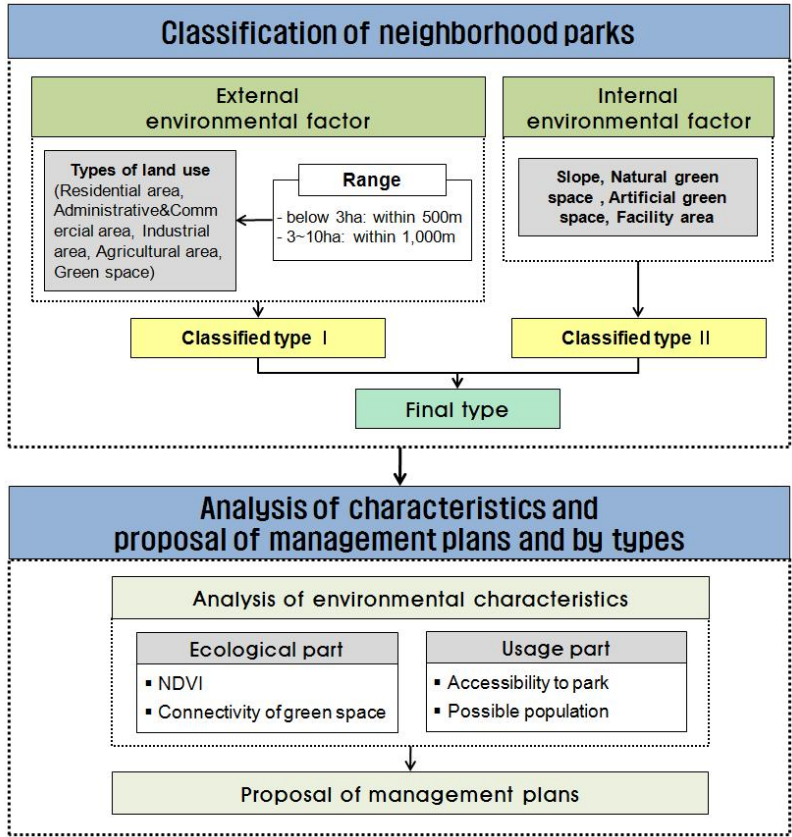 Classification of neighborhood parks
External
environmental factor
Types of land use
(Residential area,
Administrative&Comm
ercial area, Industrial
area, Agricultural area,
Green space)
Range
- below 3ha: within 500m
- 3~10ha: within 1,000m
Internal
environmental factor
Slope, Natural green
space , Artificial green
space, Facility area
Classified type Ⅰ
Classified type Ⅱ
Final type
Analysis of characteristics and
proposal of management plans and by types
Analysis of environmental characteristics
Ecological part
▪ NDVI
▪ Connectivity of green space
Usage part
▪ Accessibility to park
▪ Possible population
Proposal of management plans